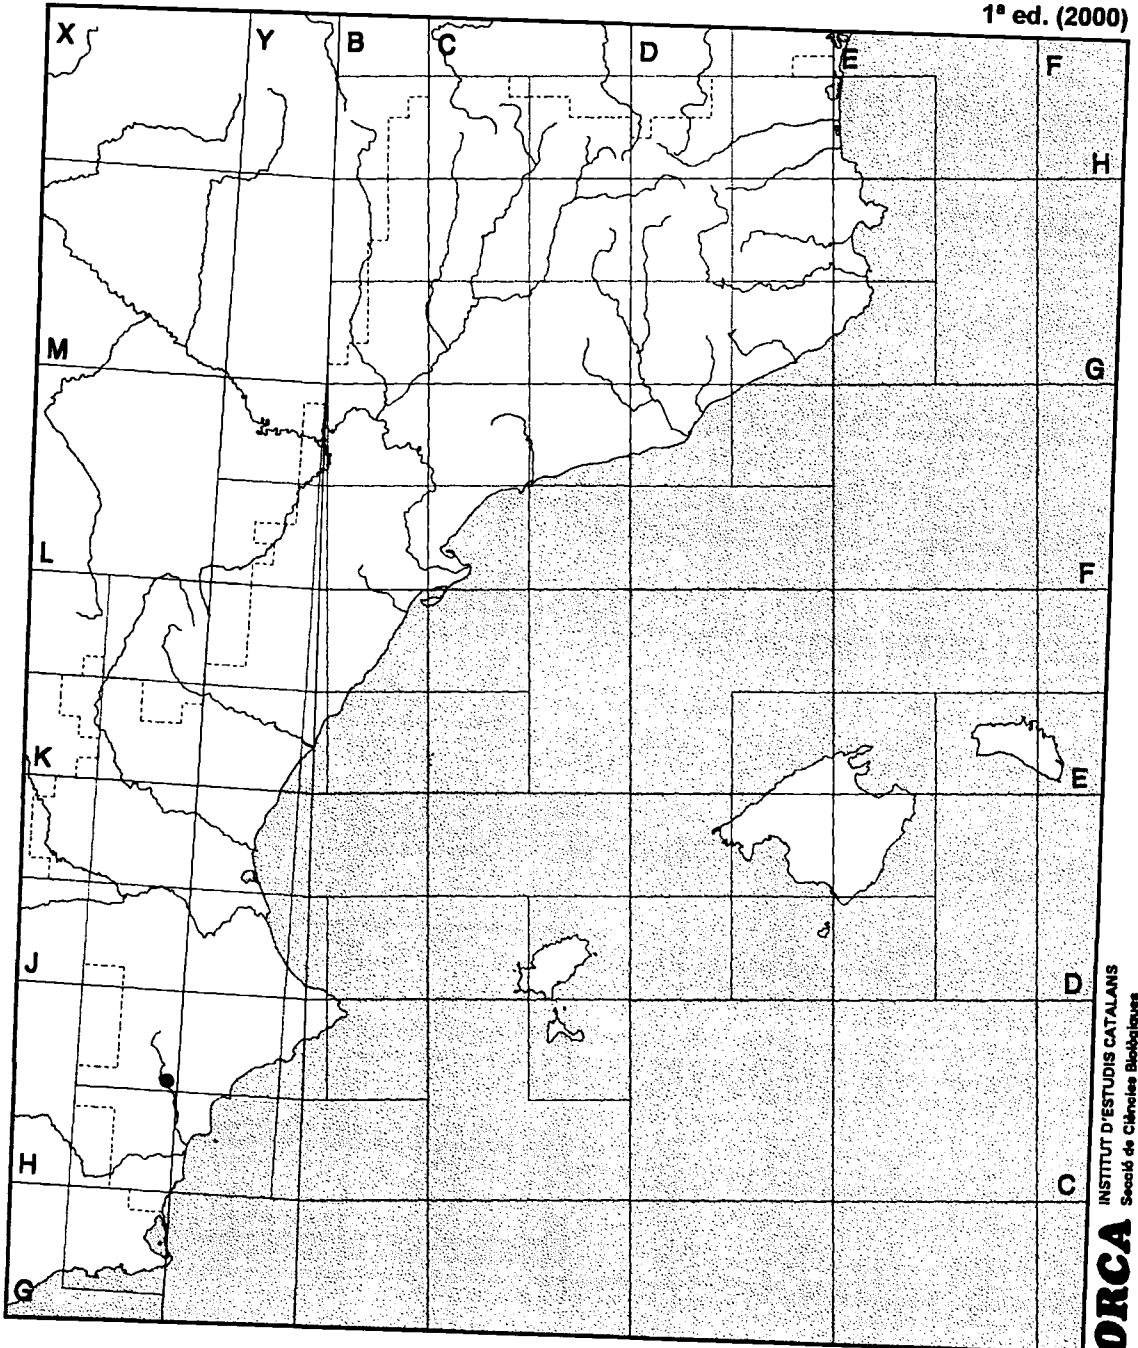 1ª ed. (2000)
X
Y
B
C
D
E
F
H
M
G
L
F
K
E
J
D
H
C
G
INSTITUT D'ESTUDIS CATALANS
Secció de Ciències Biològiques
ORCA